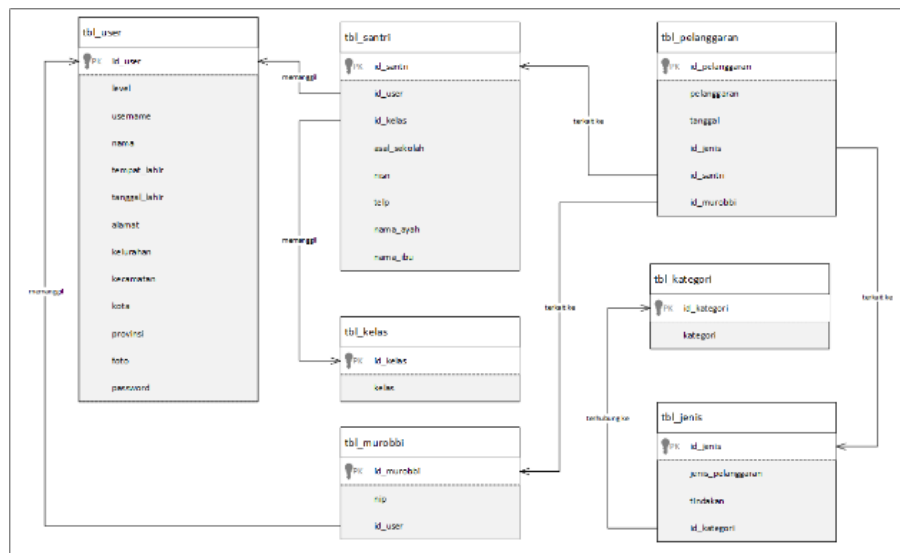 tbl_user
PK id_user
level
username
nama
tempat_lahir
tanggal_lahir
alamat
kelurahan
kecamatan
kota
provinsi
foto
password
memanggil
memanggil
memanggil
tbl_santri
PK id_santri
id_user
id_kelas
asal_sekolah
nisn
telp
nama_ayah
nama_ibu
tbl_kelas
PK id_kelas
kelas
tbl_murobbi
PK id_murobbi
nip
id_user
terkait ke
terkait ke
tbl_pelanggaran
PK id_pelanggaran
pelanggaran
tanggal
id_jenis
id_santri
id_murobbi
terkait ke
tbl_kategori
PK id_kategori
kategori
terhubung ke
tbl_jenis
PK id_jenis
jenis_pelanggaran
tindakan
id_kategori